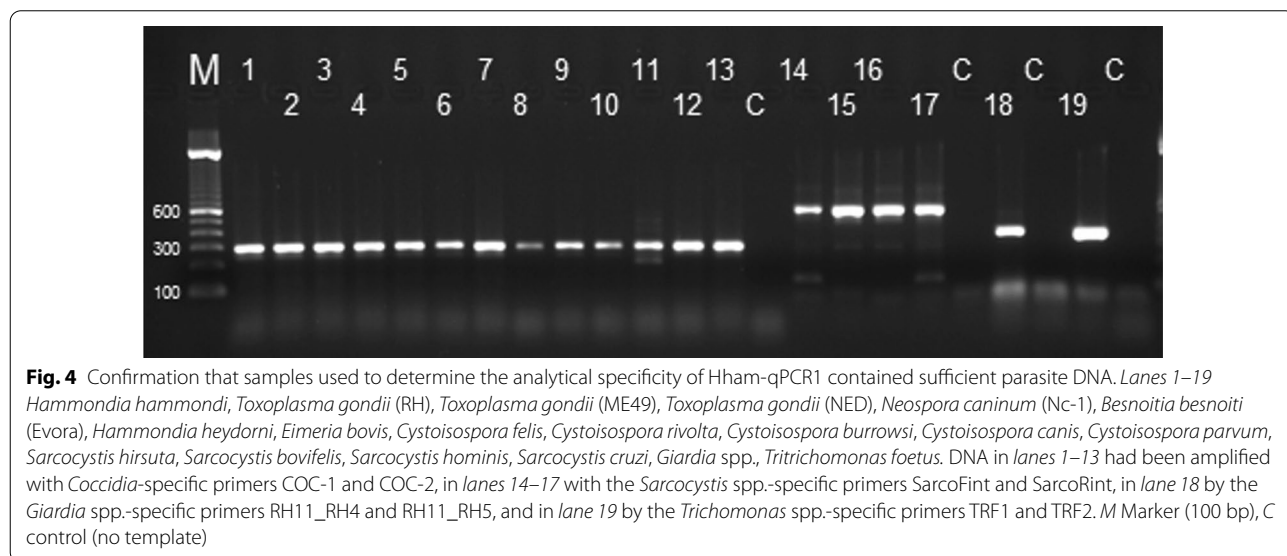 M 1 3 5 7 9 11 13 14 16 C C C
2 4 6 8 10 12 C 15 17 18 19
600
300
100
Fig. 4 Confirmation that samples used to determine the analytical specificity of Hham-qPCR1 contained sufficient parasite DNA. Lanes 1–19
Hammondia hammondi, Toxoplasma gondii (RH), Toxoplasma gondii (ME49), Toxoplasma gondii (NED), Neospora caninum (Nc-1), Besnoitia besnoiti
(Evora), Hammondia heydorni, Eimeria bovis, Cystoisospora felis, Cystoisospora rivolta, Cystoisospora burrowsi, Cystoisospora canis, Cystoisospora parvum,
Sarcocystis hirsuta, Sarcocystis bovifelis, Sarcocystis hominis, Sarcocystis cruzi, Giardia spp., Tritrichomonas foetus. DNA in lanes 1–13 had been amplified
with Coccidia-specific primers COC-1 and COC-2, in lanes 14–17 with the Sarcocystis spp.-specific primers SarcoFint and SarcoRint, in lane 18 by the
Giardia spp.-specific primers RH11_RH4 and RH11_RH5, and in lane 19 by the Trichomonas spp.-specific primers TRF1 and TRF2. M Marker (100 bp), C
control (no template)